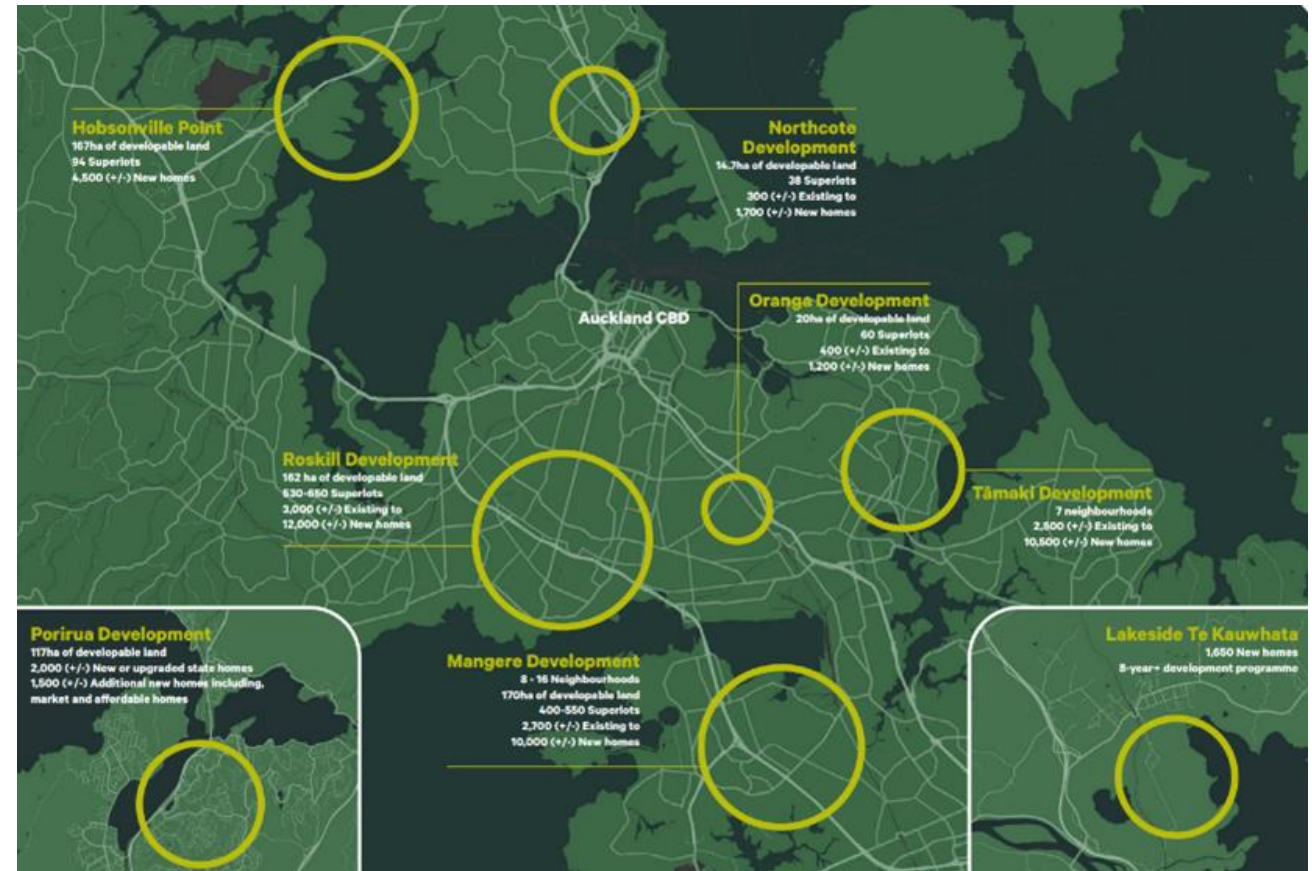 Hobsonville Point
167ha of developable land
94 Superlots
4,500 (+/-) New homes
Northcote
Development
14.7ha of developable land
38 Superlots
300 (+/-) Existing to
1,700 (+/-) New homes
Auckland CBD
Oranga Development
20ha of developable land
60 Superlots
400 (+/-) Existing to
1,200 (+/-) New homes
Roskill Development
162 ha of developable land
630-650 Superlots
3,000 (+/-) Existing to
12,000 (+/-) New homes
Tāmaki Development
7 neighbourhoods
2,500 (+/-) Existing to
10,500 (+/-) New homes
Porirua Development
117ha of developable land
2,000 (+/-) New or upgraded state homes
1,500 (+/-) Additional new homes including,
market and affordable homes
Mangere Development
8 - 16 Neighbourhoods
170ha of developable land
400-550 Superlots
2,700 (+/-) Existing to
10,000 (+/-) New homes
Lakeside Te Kauwhata
1,650 New homes
8-year+ development programme